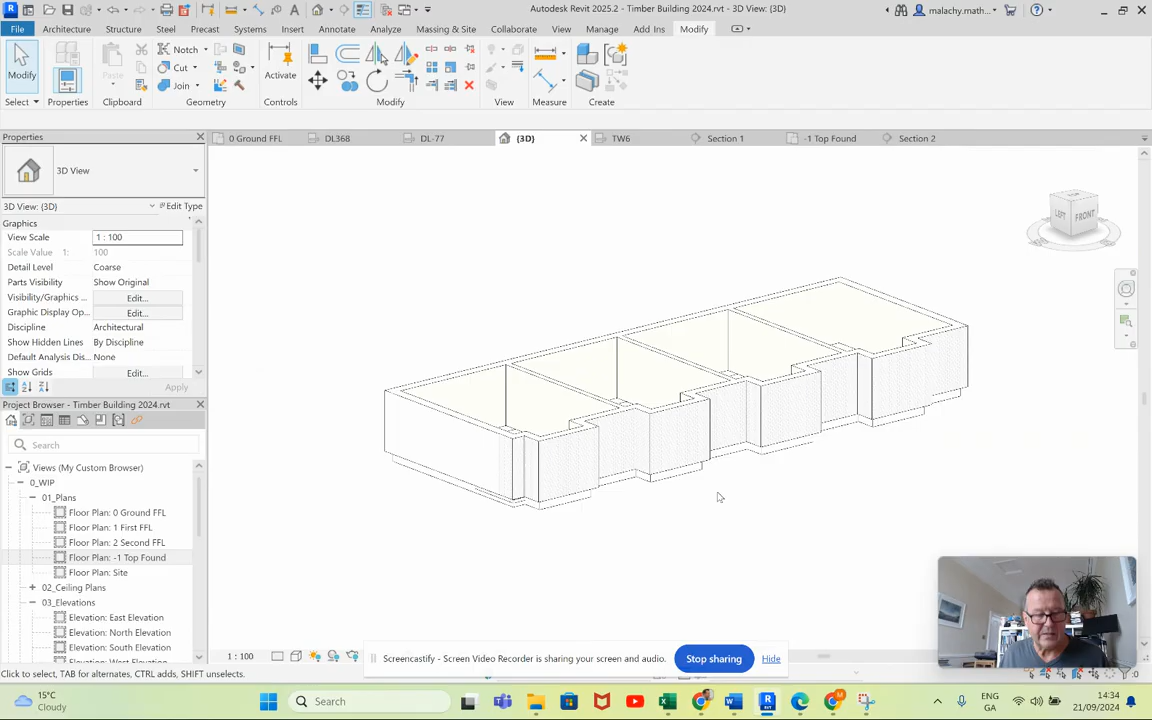 Autodesk Revit 2025.2 - Timber Building 2024.rvt - 3D View: {3D}
malachy.math...
File
Architecture
Structure
Steel
Precast
Systems
Insert
Annotate
Analyze
Massing & Site
Collaborate
View
Manage
Add Ins
Modify
Modify
Properties
Paste
Notch
Cut
Join
Activate
Select
Properties
Clipboard
Geometry
Controls
Modify
View
Measure
Create
Properties
0 Ground FFL
DL368
DL-77
{3D}
TW6
Section 1
-1 Top Found
Section 2
3D View
3D View: {3D}
Edit Type
Graphics
View Scale
1 : 100
Scale Value 1:
100
Detail Level
Coarse
Parts Visibility
Show Original
Visibility/Graphics ...
Edit...
Graphic Display Op...
Edit...
Discipline
Architectural
Show Hidden Lines
By Discipline
Default Analysis Dis...
None
Show Grids
Edit...
Apply
TOP
LEFT
FRONT
Project Browser - Timber Building 2024.rvt
Search
Views (My Custom Browser)
0_WIP
01_Plans
Floor Plan: 0 Ground FFL
Floor Plan: 1 First FFL
Floor Plan: 2 Second FFL
Floor Plan: -1 Top Found
Floor Plan: Site
02_Ceiling Plans
03_Elevations
Elevation: East Elevation
Elevation: North Elevation
Elevation: South Elevation
Elevation: West Elevation
1 : 100
Screencastify - Screen Video Recorder is sharing your screen and audio.
Stop sharing
Hide
Click to select, TAB for alternates, CTRL adds, SHIFT unselects.
:0
15°C
Cloudy
Search
ENG
GA
14:34
21/09/2024